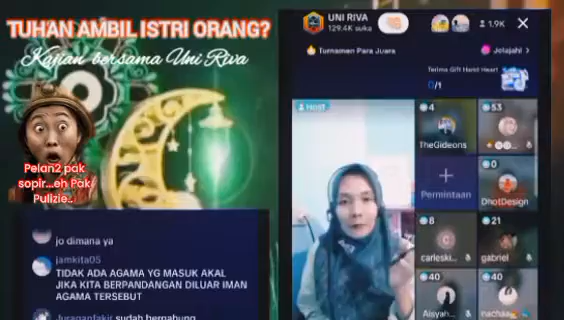 TUHAN AMBIL ISTRI ORANG?
Kajian bersama Uni Riva
Pelan2 pak
sopir...eh Pak
Pulizie..
jo dimana ya
jamkita05
TIDAK ADA AGAMA YG MASUK AKAL
JIKA KITA BERPANDANGAN DILUAR IMAN
AGAMA TERSEBUT
Juraganfakir sudah bergabung
UNI RIVA
129.4K suka
1.9K
Turnamen Para Juara
Jelajahi >
Terima Gift Hand Heart
0/1
Host
4
TheGideons
53
Permintaan
0
DhotDesign
8
carleski...
21
gabriel
40
Aisyah...
40
nachaa